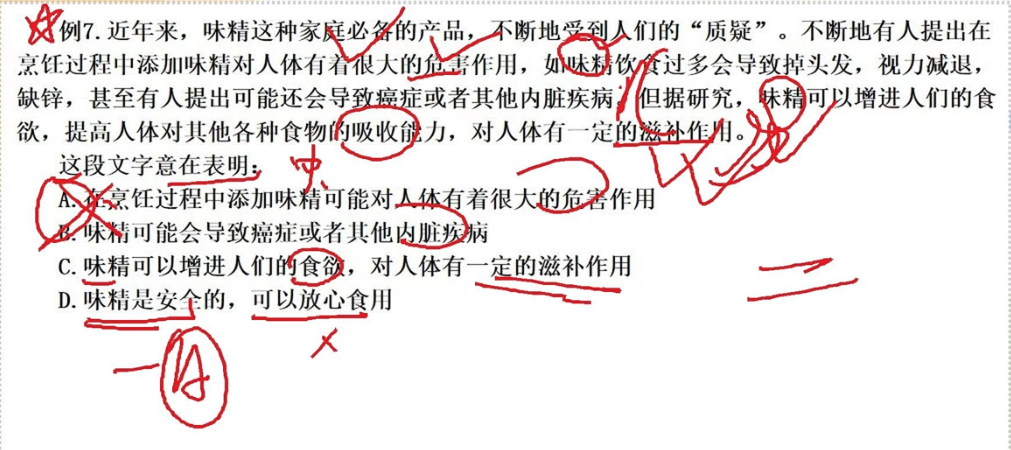 例7.近年来，味精这种家庭必备的产品，不断地受到人们的“质疑”。不断地有人提出在
烹饪过程中添加味精对人体有着很大的危害作用，如味精饮食过多会导致掉头发，视力减退，
缺锌，甚至有人提出可能还会导致癌症或者其他内脏疾病。但据研究，味精可以增进人们的食
欲，提高人体对其他各种食物的吸收能力，对人体有一定的滋补作用。
这段文字意在表明：
A.在烹饪过程中添加味精可能对人体有着很大的危害作用
B.味精可能会导致癌症或者其他内脏疾病
C.味精可以增进人们的食欲，对人体有一定的滋补作用
D.味精是安全的，可以放心食用